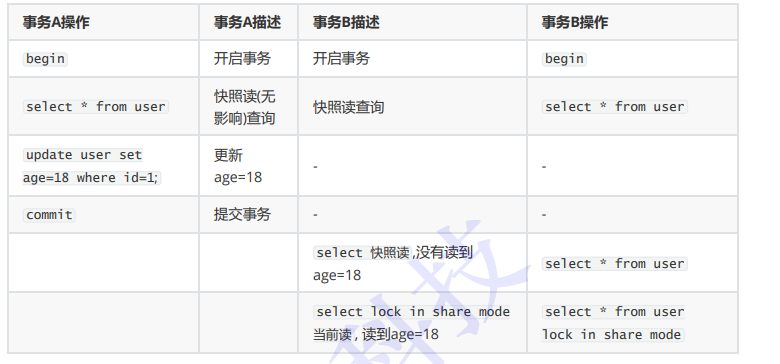 事务A操作 事务A描述 事务B描述 事务B操作
begin 开启事务 开启事务 begin
select * from user 快照读(无
影响)查询 快照读查询 select * from user
update user set
age=18 where id=1; 更新
age=18 - -
commit 提交事务 - -
select 快照读 ,没有读到
age=18 select * from user
select lock in share mode
当前读 , 读到age=18 select * from user
lock in share mode
科技